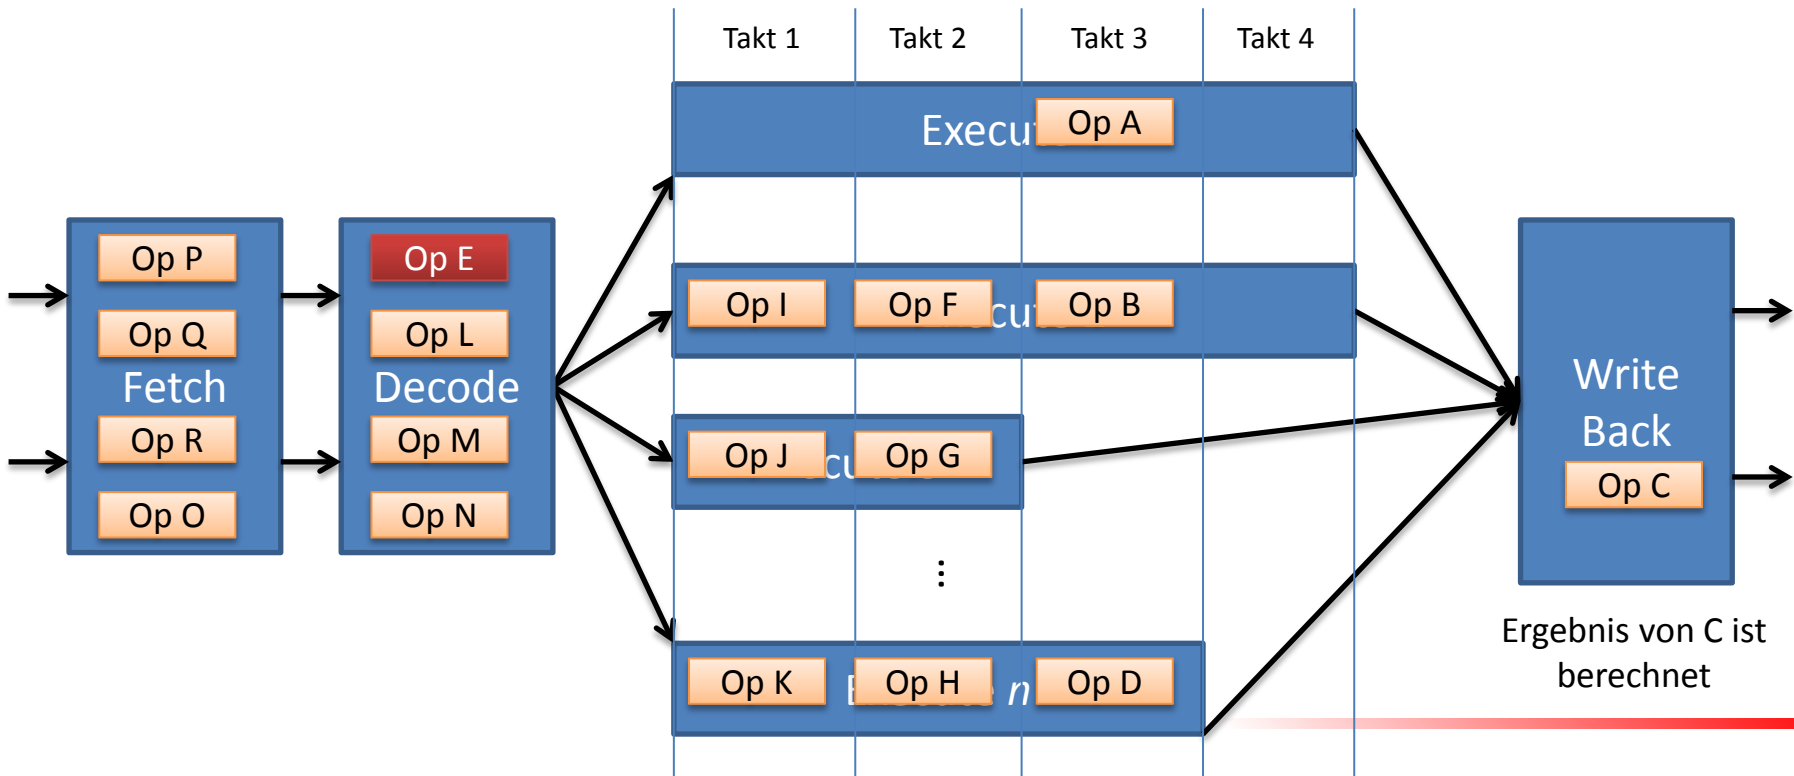 Takt 1
Takt 2
Takt 3
Takt 4
Op A
Op P
Op Q
Fetch
Op R
Op O
Op E
Op L
Decode
Op M
Op N
Op I
Op F
Op B
Op J
Op G
...
Op K
Op H
Op D
n
Write
Back
Op C
Ergebnis von C ist
berechnet